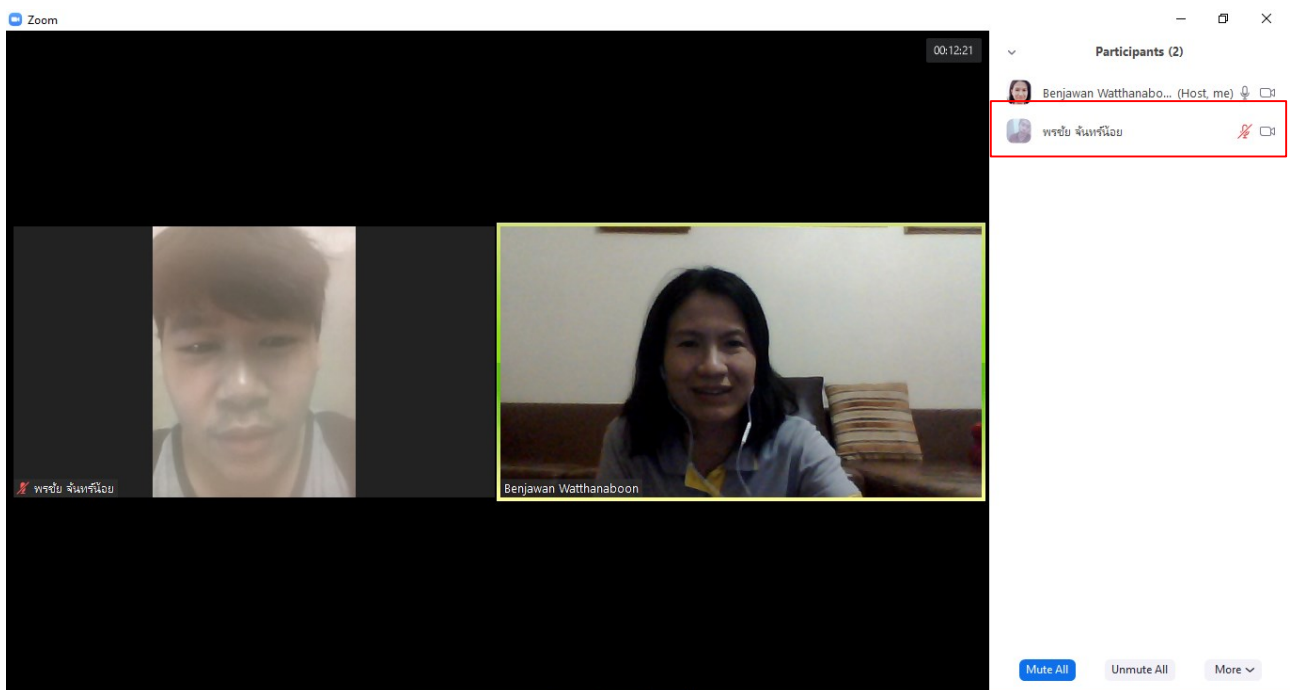 Zoom
00:12:21
Participants (2)
Benjawan Watthanabo... (Host, me)
พรชัย จันทร์น้อย
พรชัย จันทร์น้อย
Benjawan Watthanaboon
Mute All
Unmute All
More